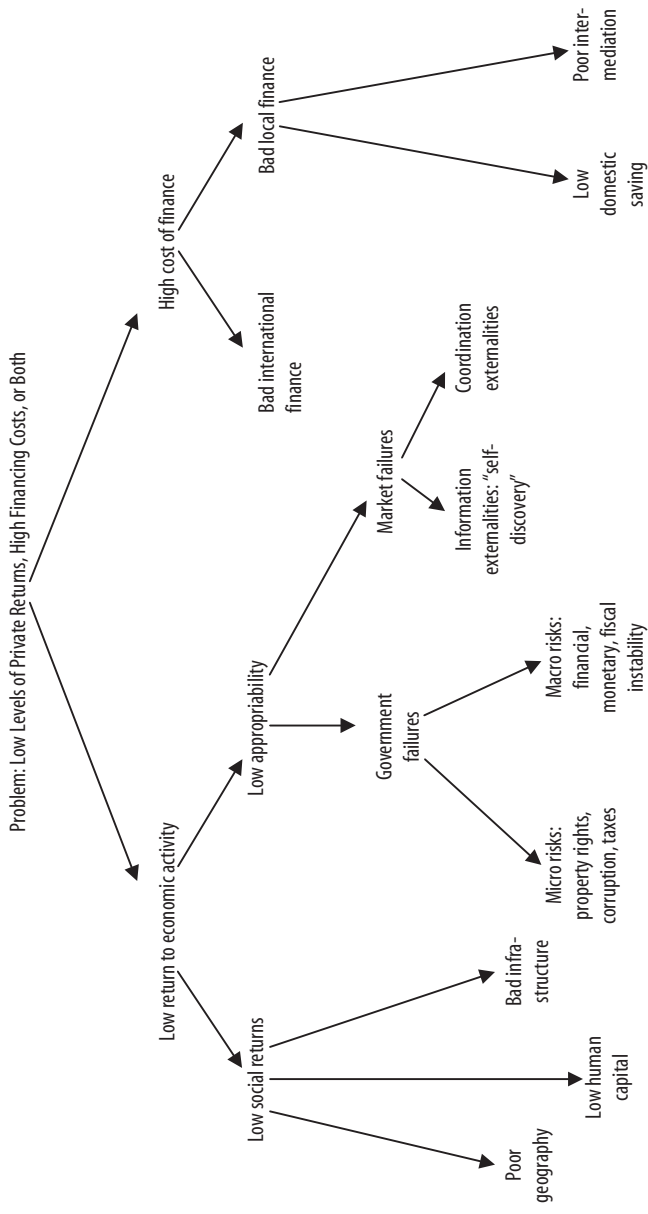 Problem: Low Levels of Private Returns, High Financing Costs, or Both
Low return to economic activity
High cost of finance
Low social returns
Low appropriability
Bad international
finance
Bad local finance
Poor
geography
Low human
capital
Bad infra-
structure
Government
failures
Market failures
Micro risks:
property rights,
corruption, taxes
Macro risks:
financial,
monetary, fiscal
instability
Information
externalities: “self-
discovery”
Coordination
externalities
Low
domestic
saving
Poor inter-
mediation